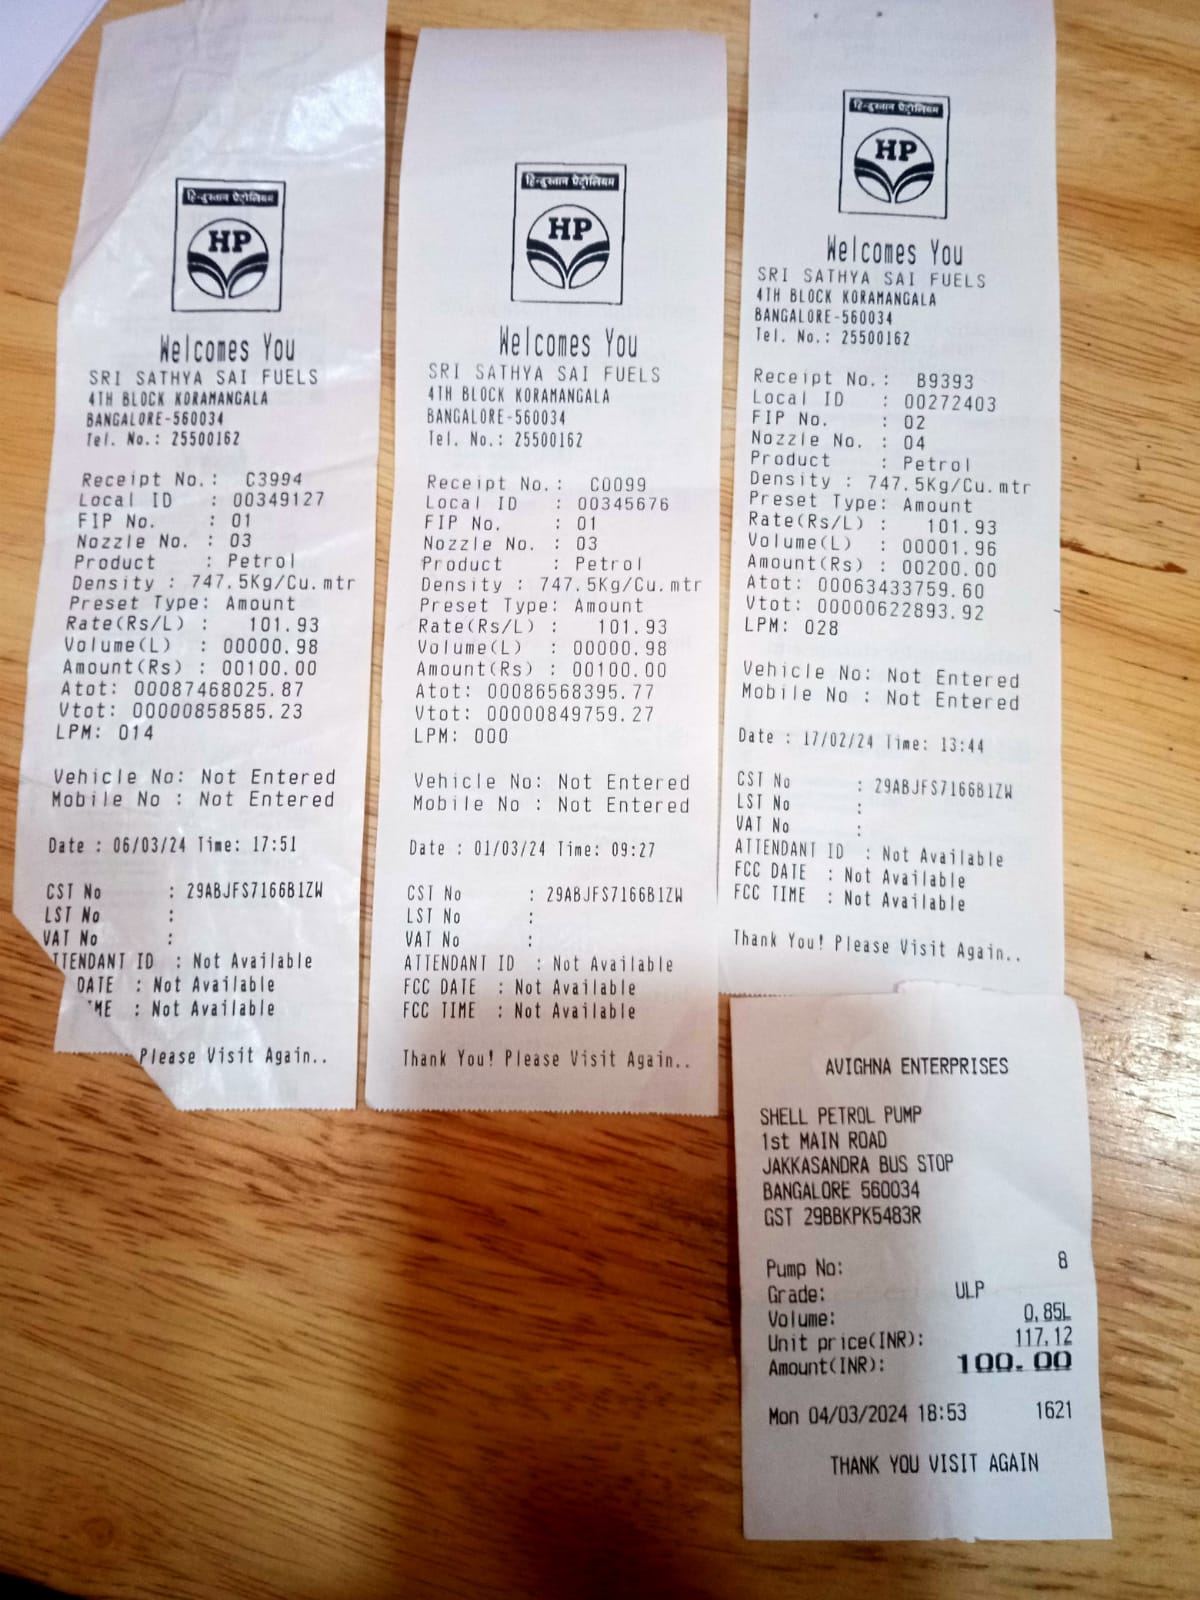 हिन्दुस्तान पेट्रोलियम
HP
Welcomes You
SRI SATHYA SAI FUELS
4TH BLOCK KORAMANGALA
BANGALORE-560034
Tel. No.: 25500162
Receipt No.: C3994
Local ID : 00349127
FIP No. : 01
Nozzle No. : 03
Product : Petrol
Density : 747.5Kg/Cu.mtr
Preset Type: Amount
Rate(Rs/L) : 101.93
Volume(L) : 00000.98
Amount(Rs) : 00100.00
Atot: 00087468025.87
Vtot: 00000858585.23
LPM: 014
Vehicle No: Not Entered
Mobile No : Not Entered
Date : 06/03/24 Time: 17:51
CST No : 29ABJFS7166B1ZW
LST No :
VAT No :
TTENDANT ID : Not Available
DATE : Not Available
ME : Not Available
Please Visit Again..
हिन्दुस्तान पेट्रोलियम
HP
Welcomes You
SRI SATHYA SAI FUELS
4TH BLOCK KORAMANGALA
BANGALORE-560034
Tel. No.: 25500162
Receipt No.: C0099
Local ID : 00345676
FIP No. : 01
Nozzle No. : 03
Product : Petrol
Density : 747.5Kg/Cu.mtr
Preset Type: Amount
Rate(Rs/L) : 101.93
Volume(L) : 00000.98
Amount(Rs) : 00100.00
Atot: 00086568395.77
Vtot: 00000849759.27
LPM: 000
Vehicle No: Not Entered
Mobile No : Not Entered
Date : 01/03/24 Time: 09:27
CST No : 29ABJFS7166B1ZW
LST No :
VAT No :
ATTENDANT ID : Not Available
FCC DATE : Not Available
FCC TIME : Not Available
Thank You! Please Visit Again..
हिन्दुस्तान पेट्रोलियम
HP
Welcomes You
SRI SATHYA SAI FUELS
4TH BLOCK KORAMANGALA
BANGALORE-560034
Tel. No.: 25500162
Receipt No.: B9393
Local ID : 00272403
FIP No. : 02
Nozzle No. : 04
Product : Petrol
Density : 747.5Kg/Cu.mtr
Preset Type: Amount
Rate(Rs/L) : 101.93
Volume(L) : 00001.96
Amount(Rs) : 00200.00
Atot: 00063433759.60
Vtot: 00000622893.92
LPM: 028
Vehicle No: Not Entered
Mobile No : Not Entered
Date : 17/02/24 Time: 13:44
CST No : 29ABJFS7166B1ZW
LST No :
VAT No :
ATTENDANT ID : Not Available
FCC DATE : Not Available
FCC TIME : Not Available
Thank You! Please Visit Again..
AVIGHNA ENTERPRISES
SHELL PETROL PUMP
1st MAIN ROAD
JAKKASANDRA BUS STOP
BANGALORE 560034
GST 29BBKPK5483R
Pump No: 8
Grade: ULP
Volume: 0.85L
Unit price(INR): 117.12
Amount(INR): 100.00
Mon 04/03/2024 18:53 1621
THANK YOU VISIT AGAIN